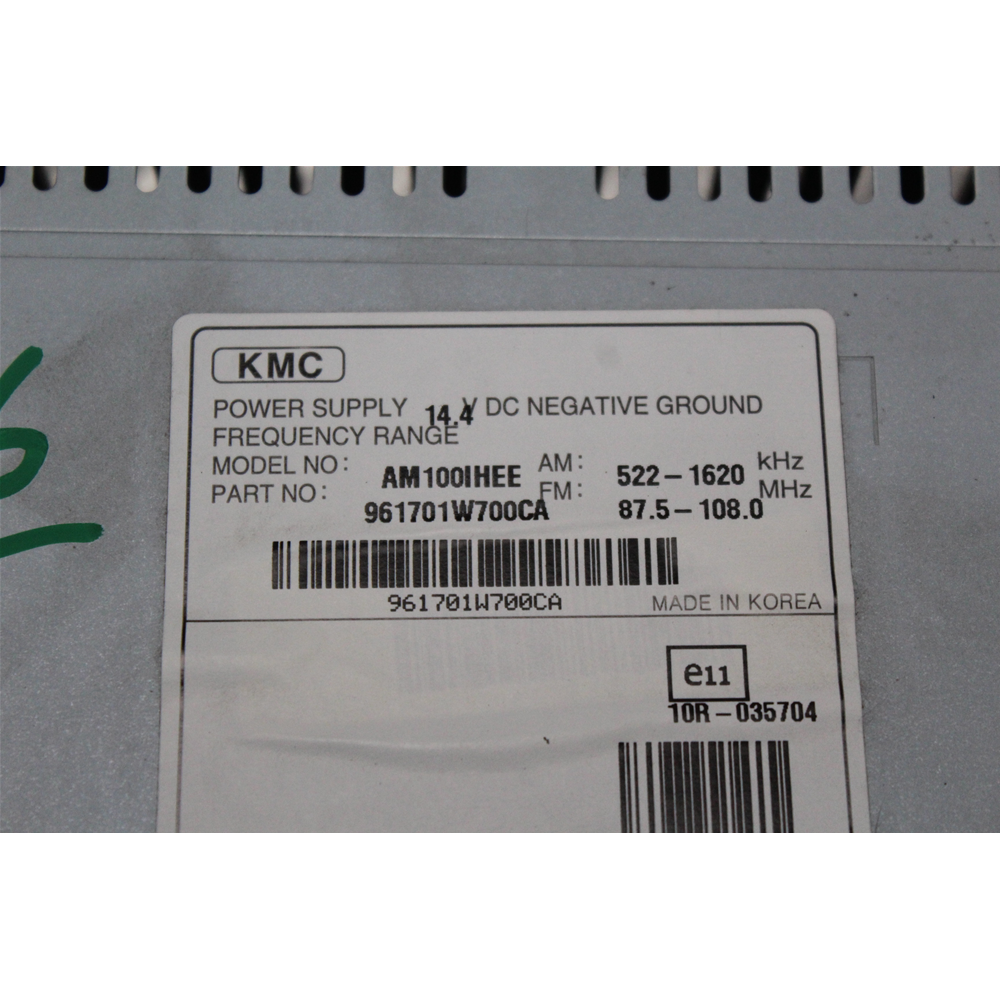 KMC
POWER SUPPLY 14.4 V DC NEGATIVE GROUND
FREQUENCY RANGE
MODEL NO: AM100IHEE AM: 522-1620 kHz
PART NO: 961701W700CA FM: 87.5-108.0 MHz
961701W700CA MADE IN KOREA
e11
10R-035704